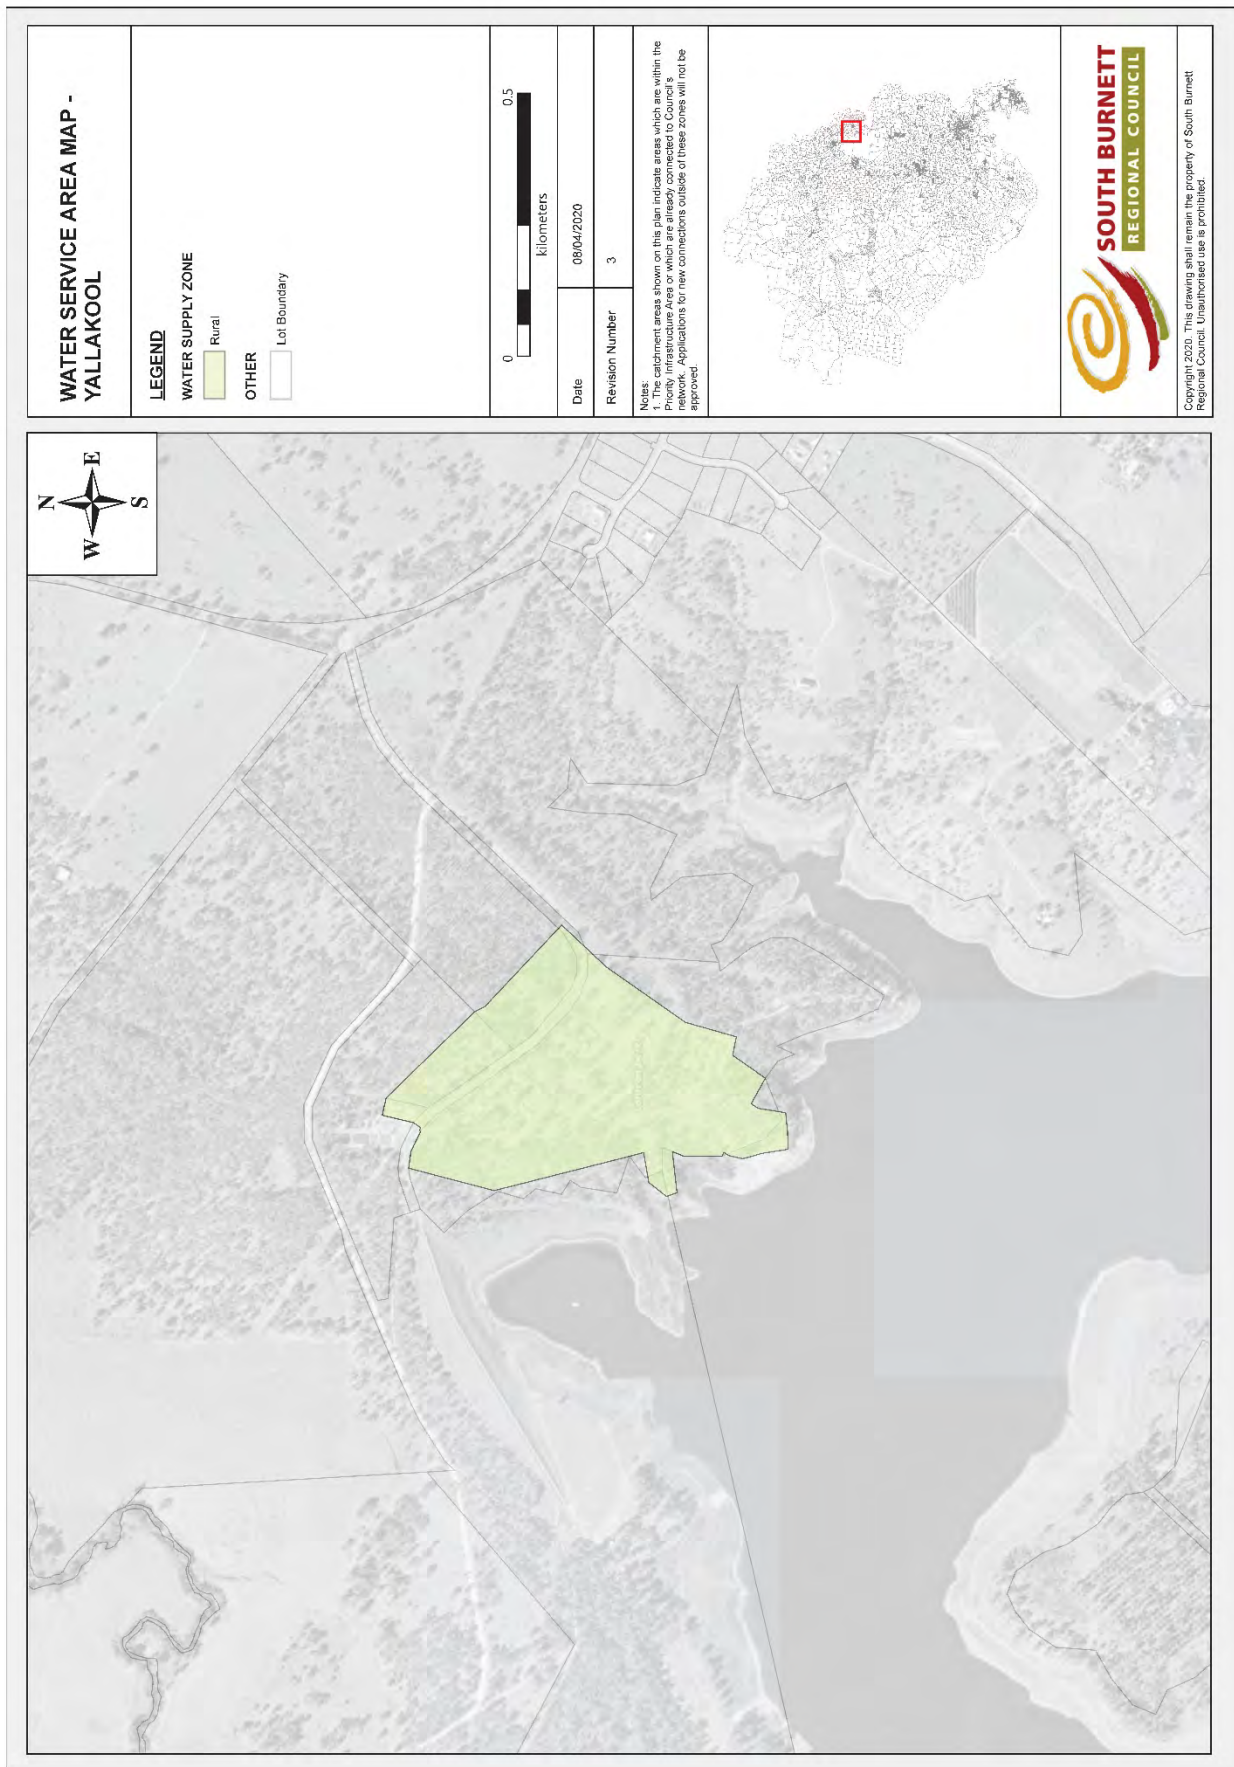 WATER SERVICE AREA MAP -
YALLAKOOL
LEGEND
WATER SUPPLY ZONE
Rural
OTHER
Lot Boundary
0
0.5
kilometers
Date
08/04/2020
Revision Number
3
Notes:
1. The catchment areas shown on this plan indicate areas which are within the
Priority Infrastructure Area or which are already connected to Council's
network. Applications for new connections outside of these zones will not be
approved.
SOUTH BURNETT
REGIONAL COUNCIL
Copyright 2020. This drawing shall remain the property of South Burnett
Regional Council. Unauthorised use is prohibited.
N
W
E
S